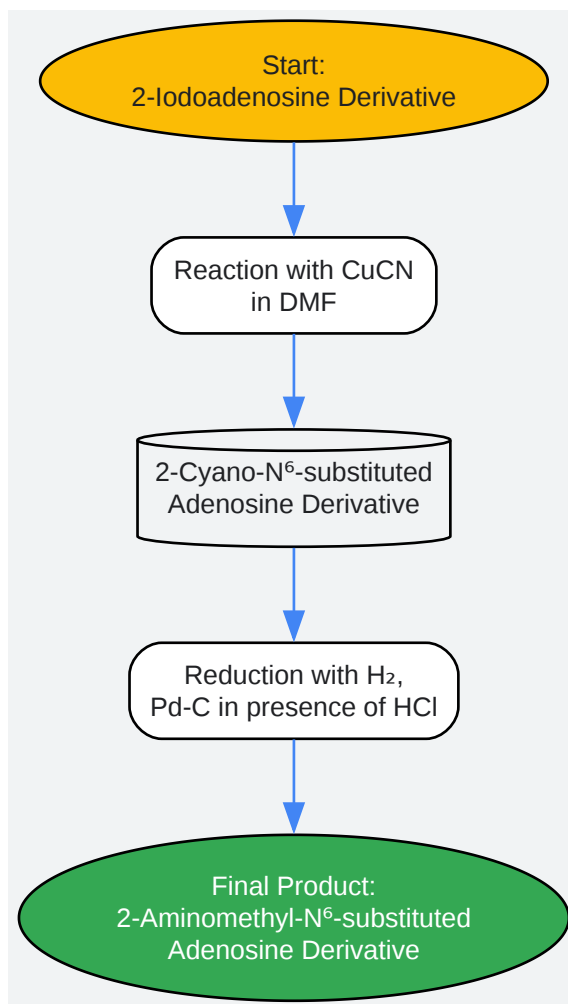 Start:
2-Iodoadenosine Derivative
Reaction with CuCN
in DMF
2-Cyano-N⁶-substituted
Adenosine Derivative
Reduction with H₂,
Pd-C in presence of HCl
Final Product:
2-Aminomethyl-N⁶-substituted
Adenosine Derivative